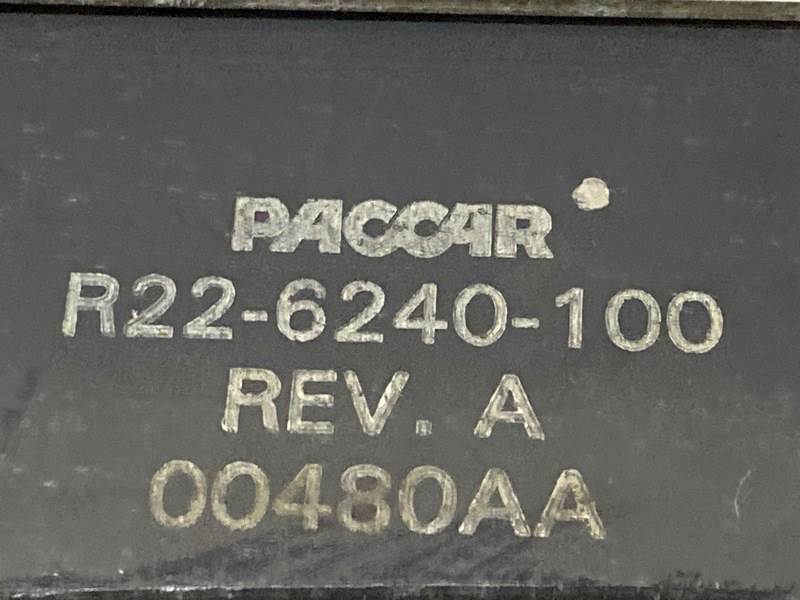 PACCAR
R22-6240-100
REV. A
00480AA